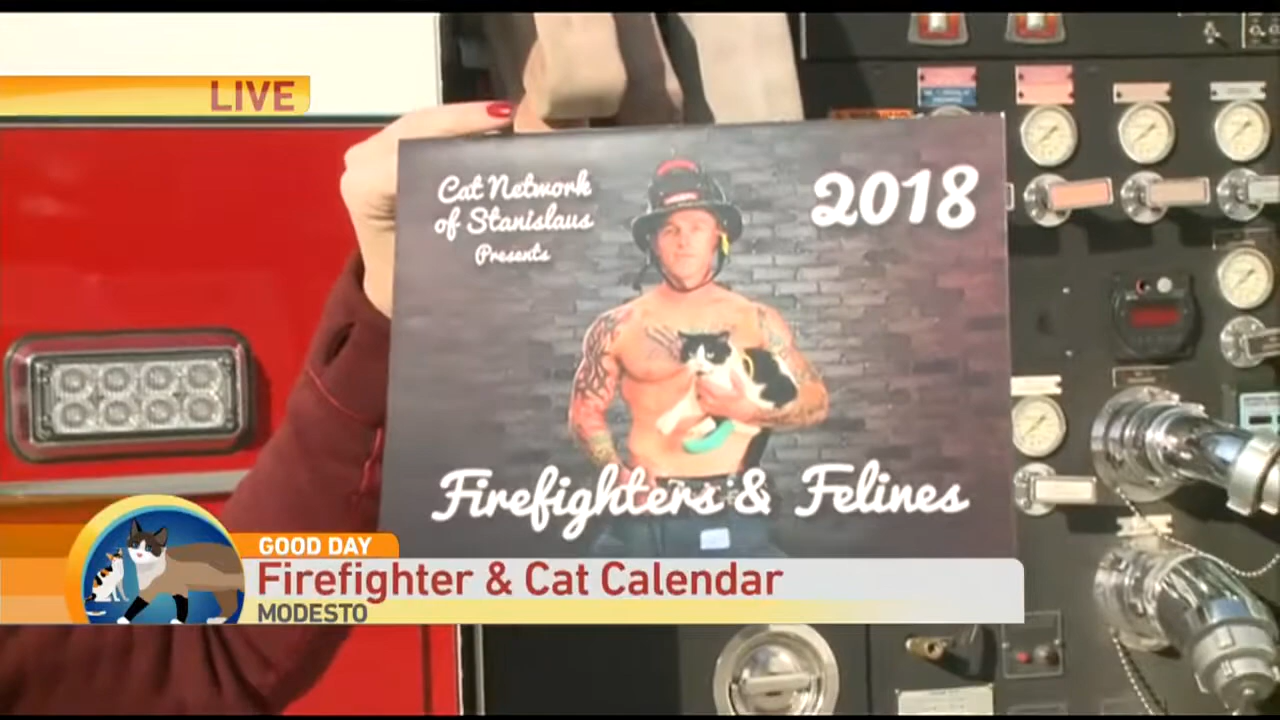 LIVE
Cat Network
of Stanislaus
Presents
2018
Firefighters & Felines
GOOD DAY
Firefighter & Cat Calendar
MODESTO